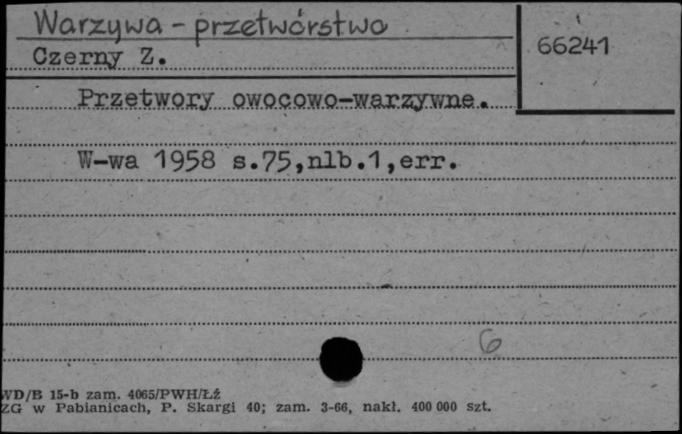 Warzywa - przetwórstwo
66241
Czerny Z.
Przetwory owocowo-warzywne.
W-wa 1958 s.75,nlb.1,err.
6
WD/B 15-b zam. 4065/PWH/Łź
ZG w Pabianicach, P. Skargi 40; zam. 3-66, nakł. 400 000 szt.